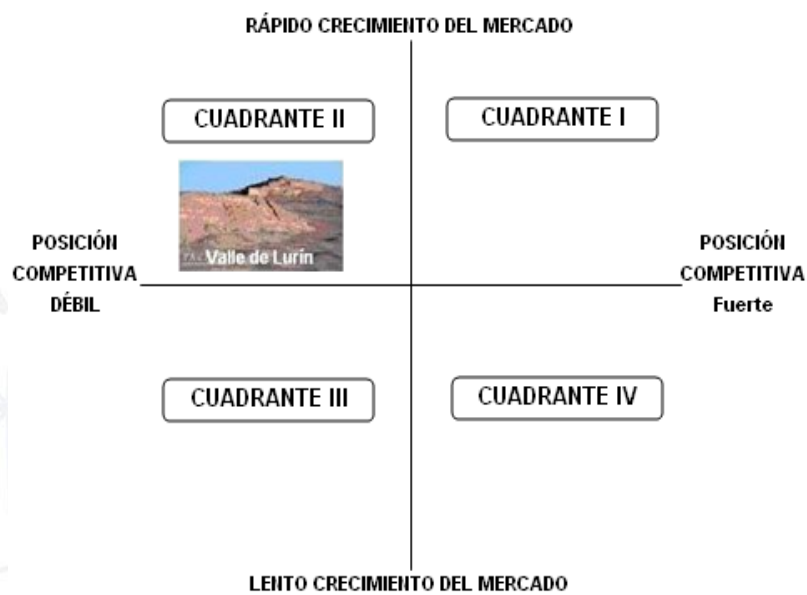 RÁPIDO CRECIMIENTO DEL MERCADO
CUADRANTE II
CUADRANTE I
Valle de Lurín
POSICIÓN
COMPETITIVA
DÉBIL
POSICIÓN
COMPETITIVA
Fuerte
CUADRANTE III
CUADRANTE IV
LENTO CRECIMIENTO DEL MERCADO